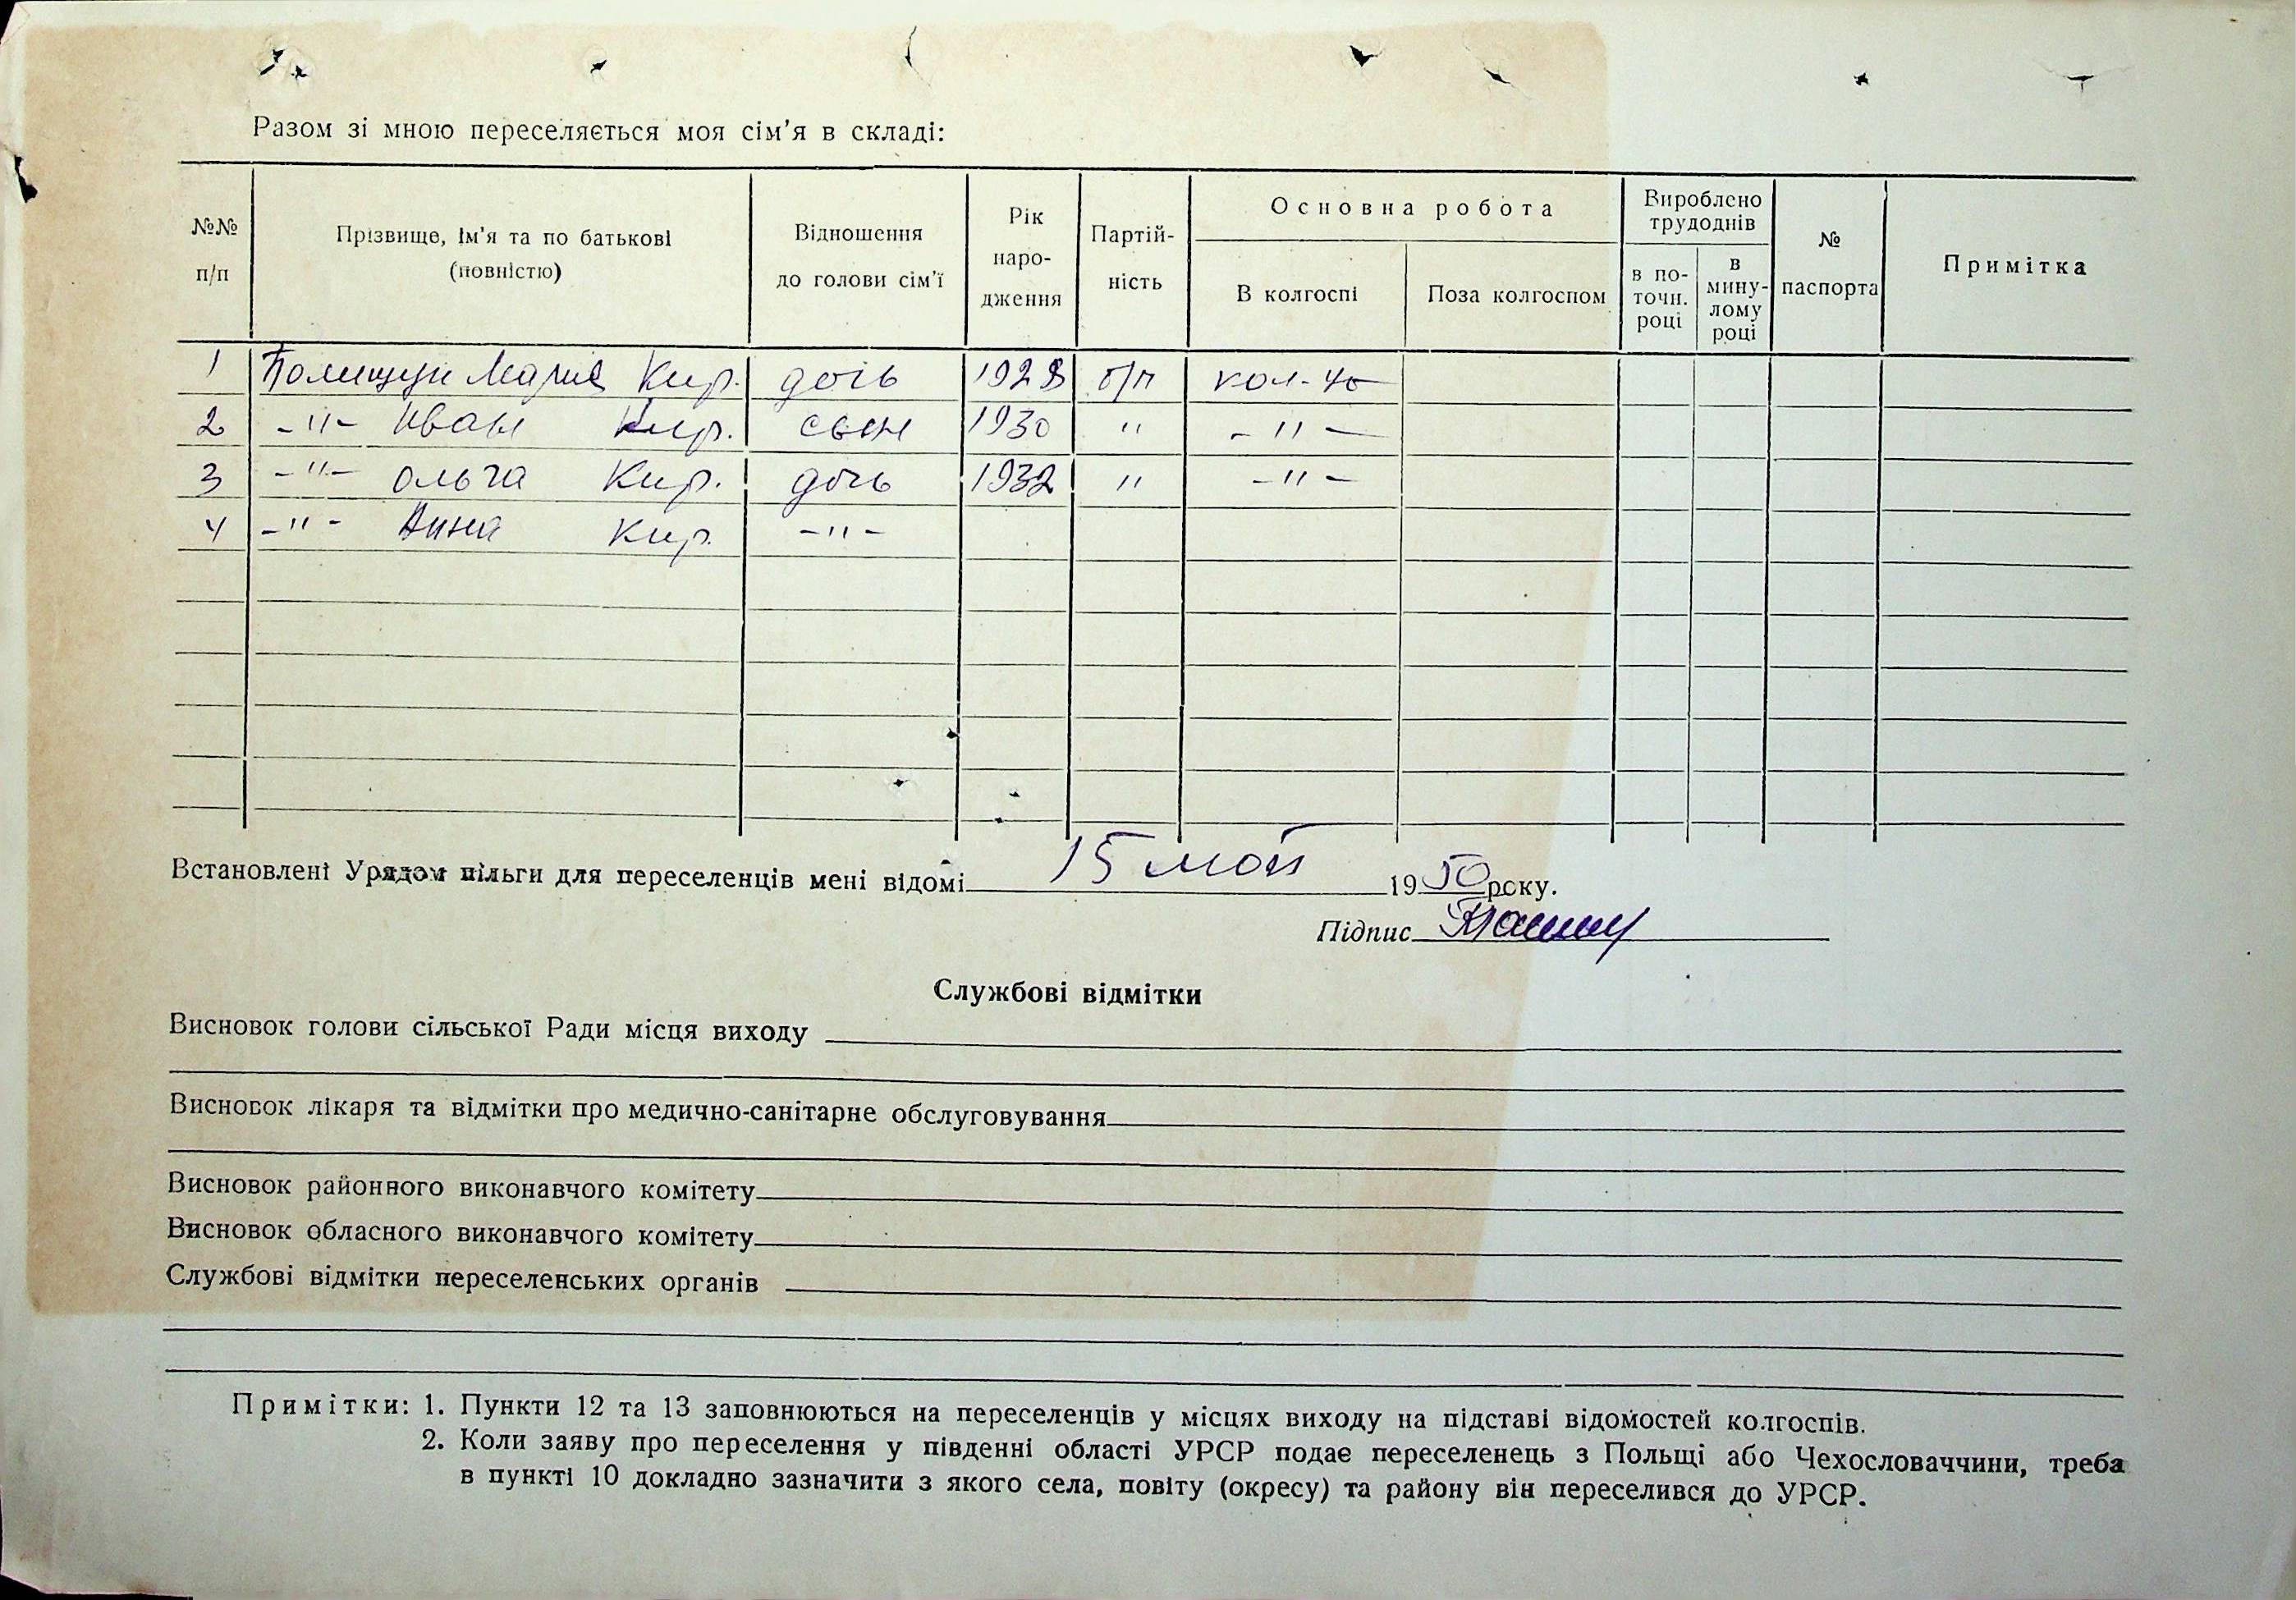 Разом зі мною переселяється моя сім’я в складі:
№№ п/п | Прізвище, ім’я та по батькові (повністю) | Відношення до голови сім’ї | Рік народження | Партійність | Основна робота | Вироблено трудоднів | № паспорта | Примітка
В колгоспі | Поза колгоспом | в поточн. році | в минулому році
1 Полищук Мария Кир. дочь 1928 б/п кол-ца
2 -"- Иван Кир. сын 1930 " -"-
3 -"- Ольга Кир. дочь 1932 " -"-
4 -"- Анна Кир. -"-
Встановлені Урядом пільги для переселенців мені відомі 15 мая 1950 року.
Підпис
Службові відмітки
Висновок голови сільської Ради місця виходу
Висновок лікаря та відмітки про медично-санітарне обслуговування
Висновок районного виконавчого комітету
Висновок обласного виконавчого комітету
Службові відмітки переселенських органів
Примітки: 1. Пункти 12 та 13 заповнюються на переселенців у місцях виходу на підставі відомостей колгоспів.
2. Коли заяву про переселення у південні області УРСР подає переселенець з Польщі або Чехословаччини, треба
в пункті 10 докладно зазначити з якого села, повіту (окресу) та району він переселився до УРСР.